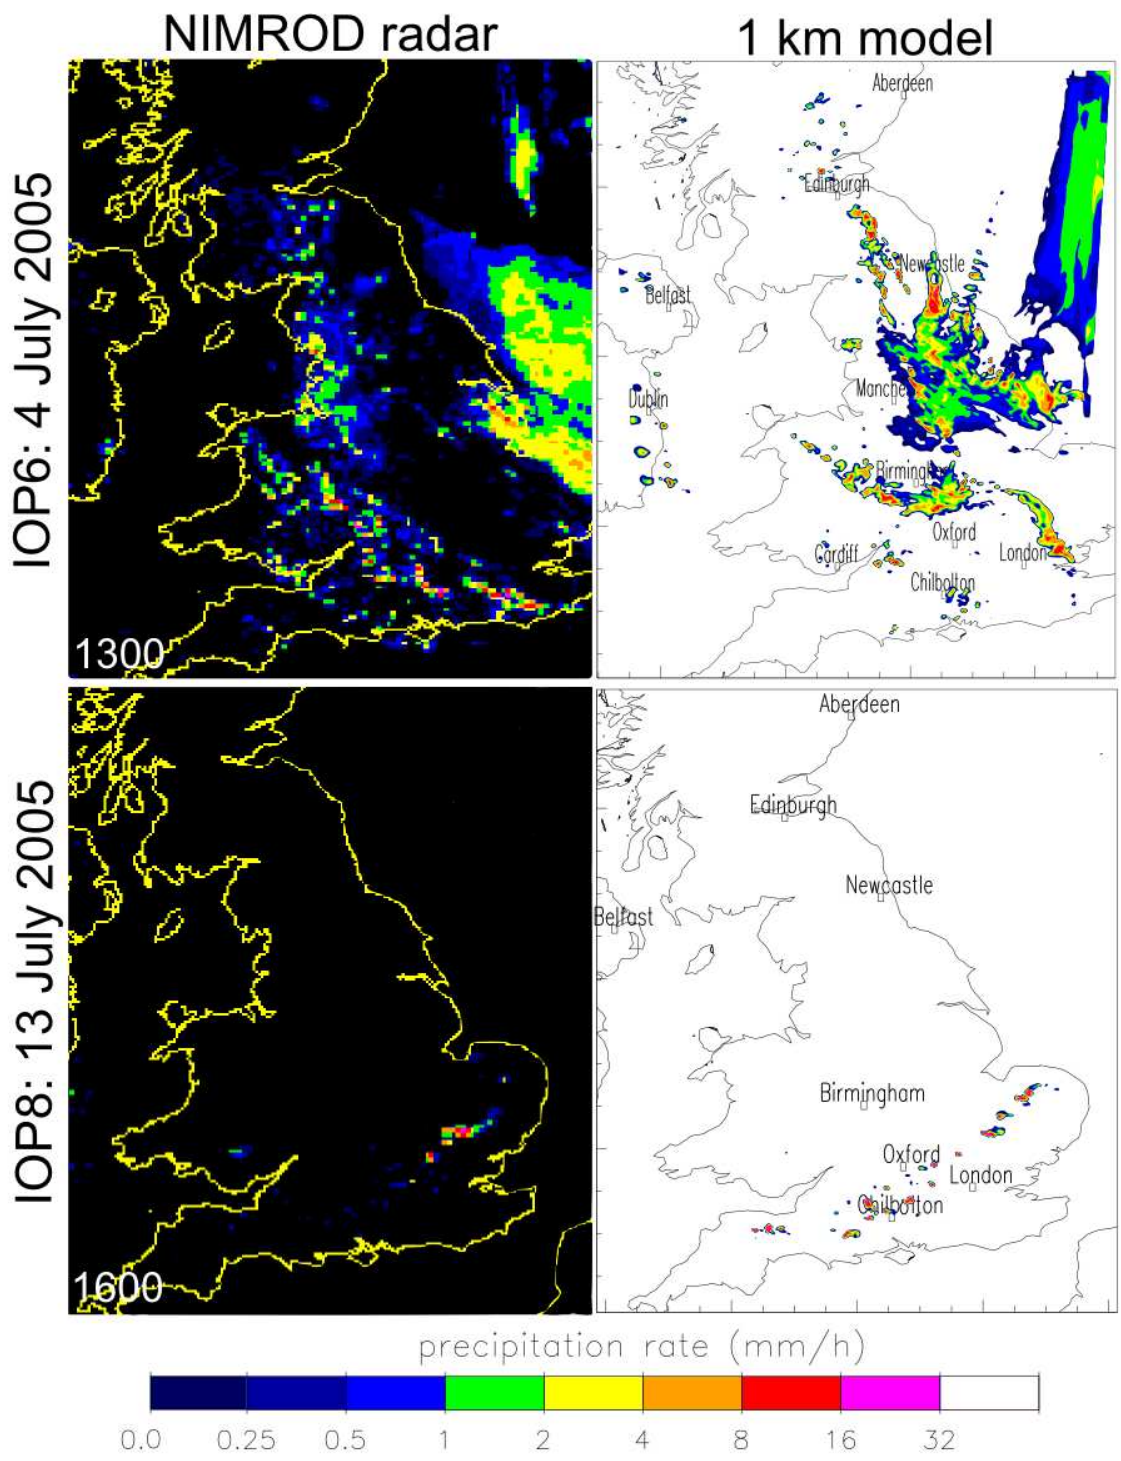 NIMROD radar
1 km model
IOP6: 4 July 2005
1300
Aberdeen
Edinburgh
Newcastle
Belfast
Manche
Dublin
Birmingham
Oxford
Cardiff
London
Chilbolton
IOP8: 13 July 2005
1600
Aberdeen
Edinburgh
Newcastle
Belfast
Birmingham
Oxford
London
Chilbolton
precipitation rate (mm/h)
0.0 0.25 0.5 1 2 4 8 16 32